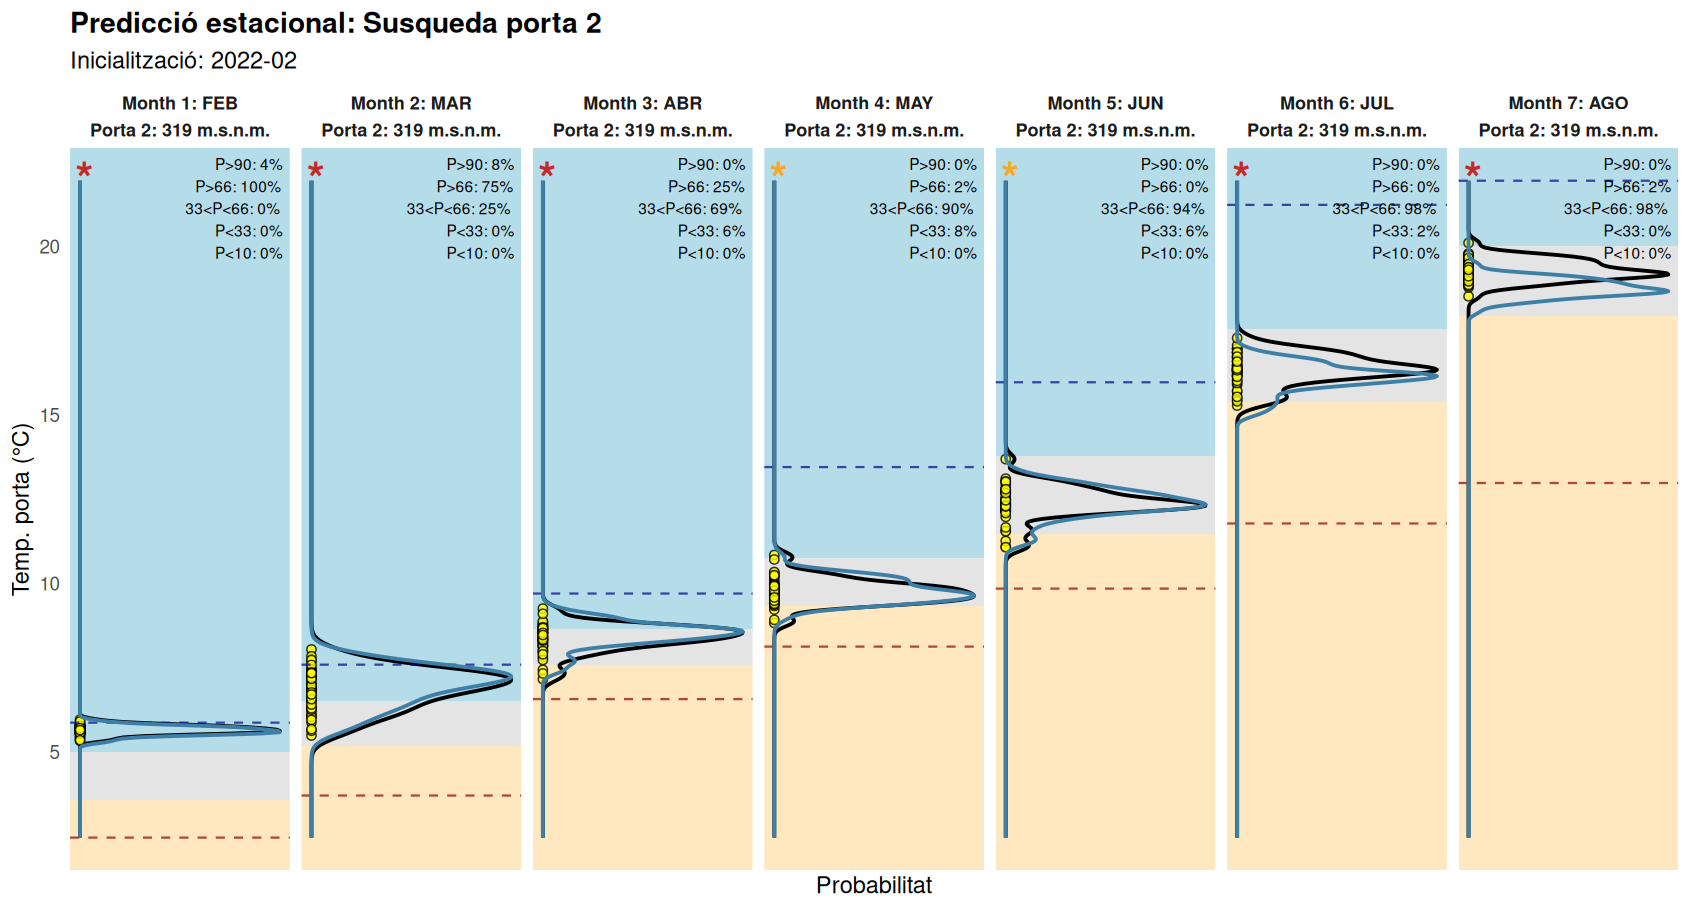 Predicció estacional: Susqueda porta 2
Inicialització: 2022-02
Month 1: FEB
Porta 2: 319 m.s.n.m.
Month 2: MAR
Porta 2: 319 m.s.n.m.
Month 3: ABR
Porta 2: 319 m.s.n.m.
Month 4: MAY
Porta 2: 319 m.s.n.m.
Month 5: JUN
Porta 2: 319 m.s.n.m.
Month 6: JUL
Porta 2: 319 m.s.n.m.
Month 7: AGO
Porta 2: 319 m.s.n.m.
*
P>90: 4%
P>66: 100%
33<P<66: 0%
P<33: 0%
P<10: 0%
*
P>90: 8%
P>66: 75%
33<P<66: 25%
P<33: 0%
P<10: 0%
*
P>90: 0%
P>66: 25%
33<P<66: 69%
P<33: 6%
P<10: 0%
*
P>90: 0%
P>66: 2%
33<P<66: 90%
P<33: 8%
P<10: 0%
*
P>90: 0%
P>66: 0%
33<P<66: 94%
P<33: 6%
P<10: 0%
*
P>90: 0%
P>66: 0%
33<P<66: 98%
P<33: 2%
P<10: 0%
*
P>90: 0%
P>66: 2%
33<P<66: 98%
P<33: 0%
P<10: 0%
20
15
10
5
Temp. porta (°C)
Probabilitat